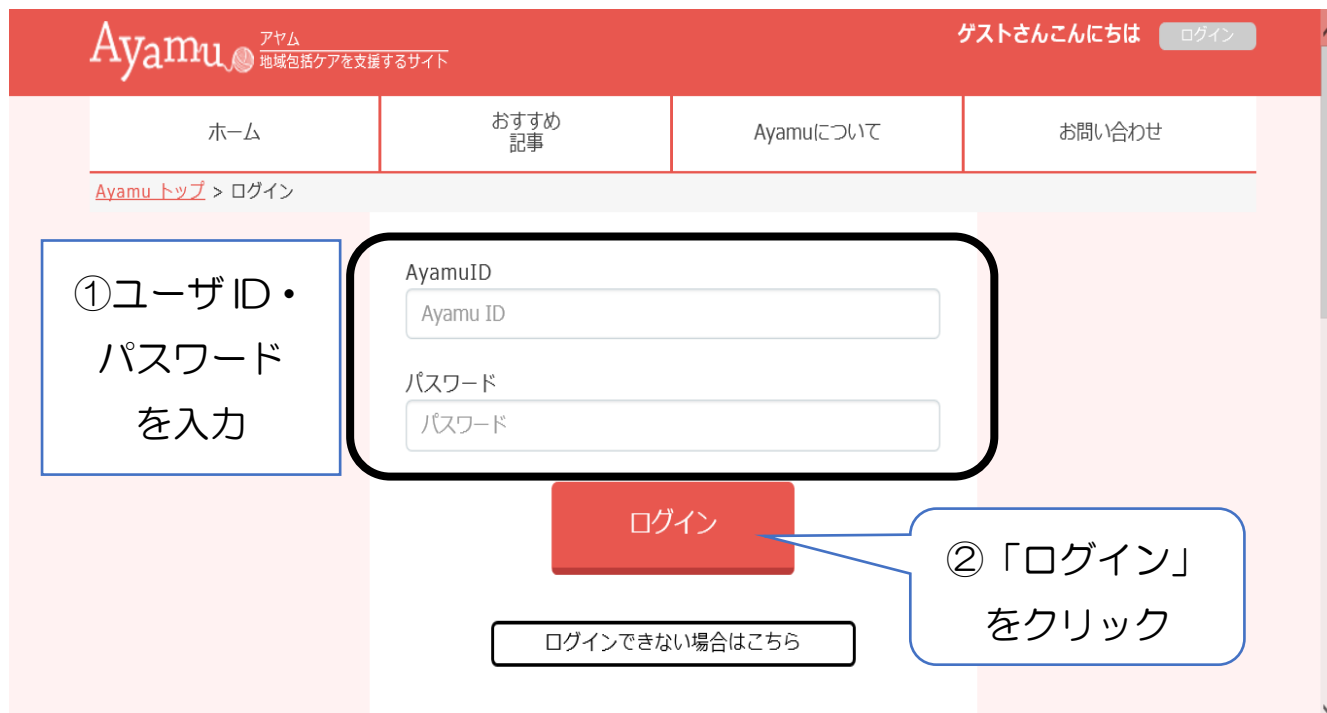 Ayamu アヤム
地域包括ケアを支援するサイト
ゲストさんこんにちは ログイン
ホーム
おすすめ
記事
Ayamuについて
お問い合わせ
Ayamu トップ > ログイン
①ユーザID・
パスワード
を入力
AyamuID
Ayamu ID
パスワード
パスワード
ログイン
②「ログイン」
をクリック
ログインできない場合はこちら